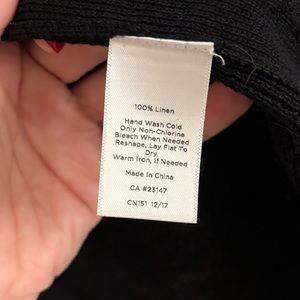 100% Linen
Hand Wash Cold
Only Non-Chlorine
Bleach When Needed
Reshape, Lay Flat To
Dry
Warm Iron, If Needed
Made In China
CA #23147
CN151 12/17